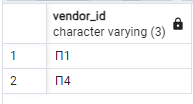 vendor_id
character varying (3)
1 П1
2 П4